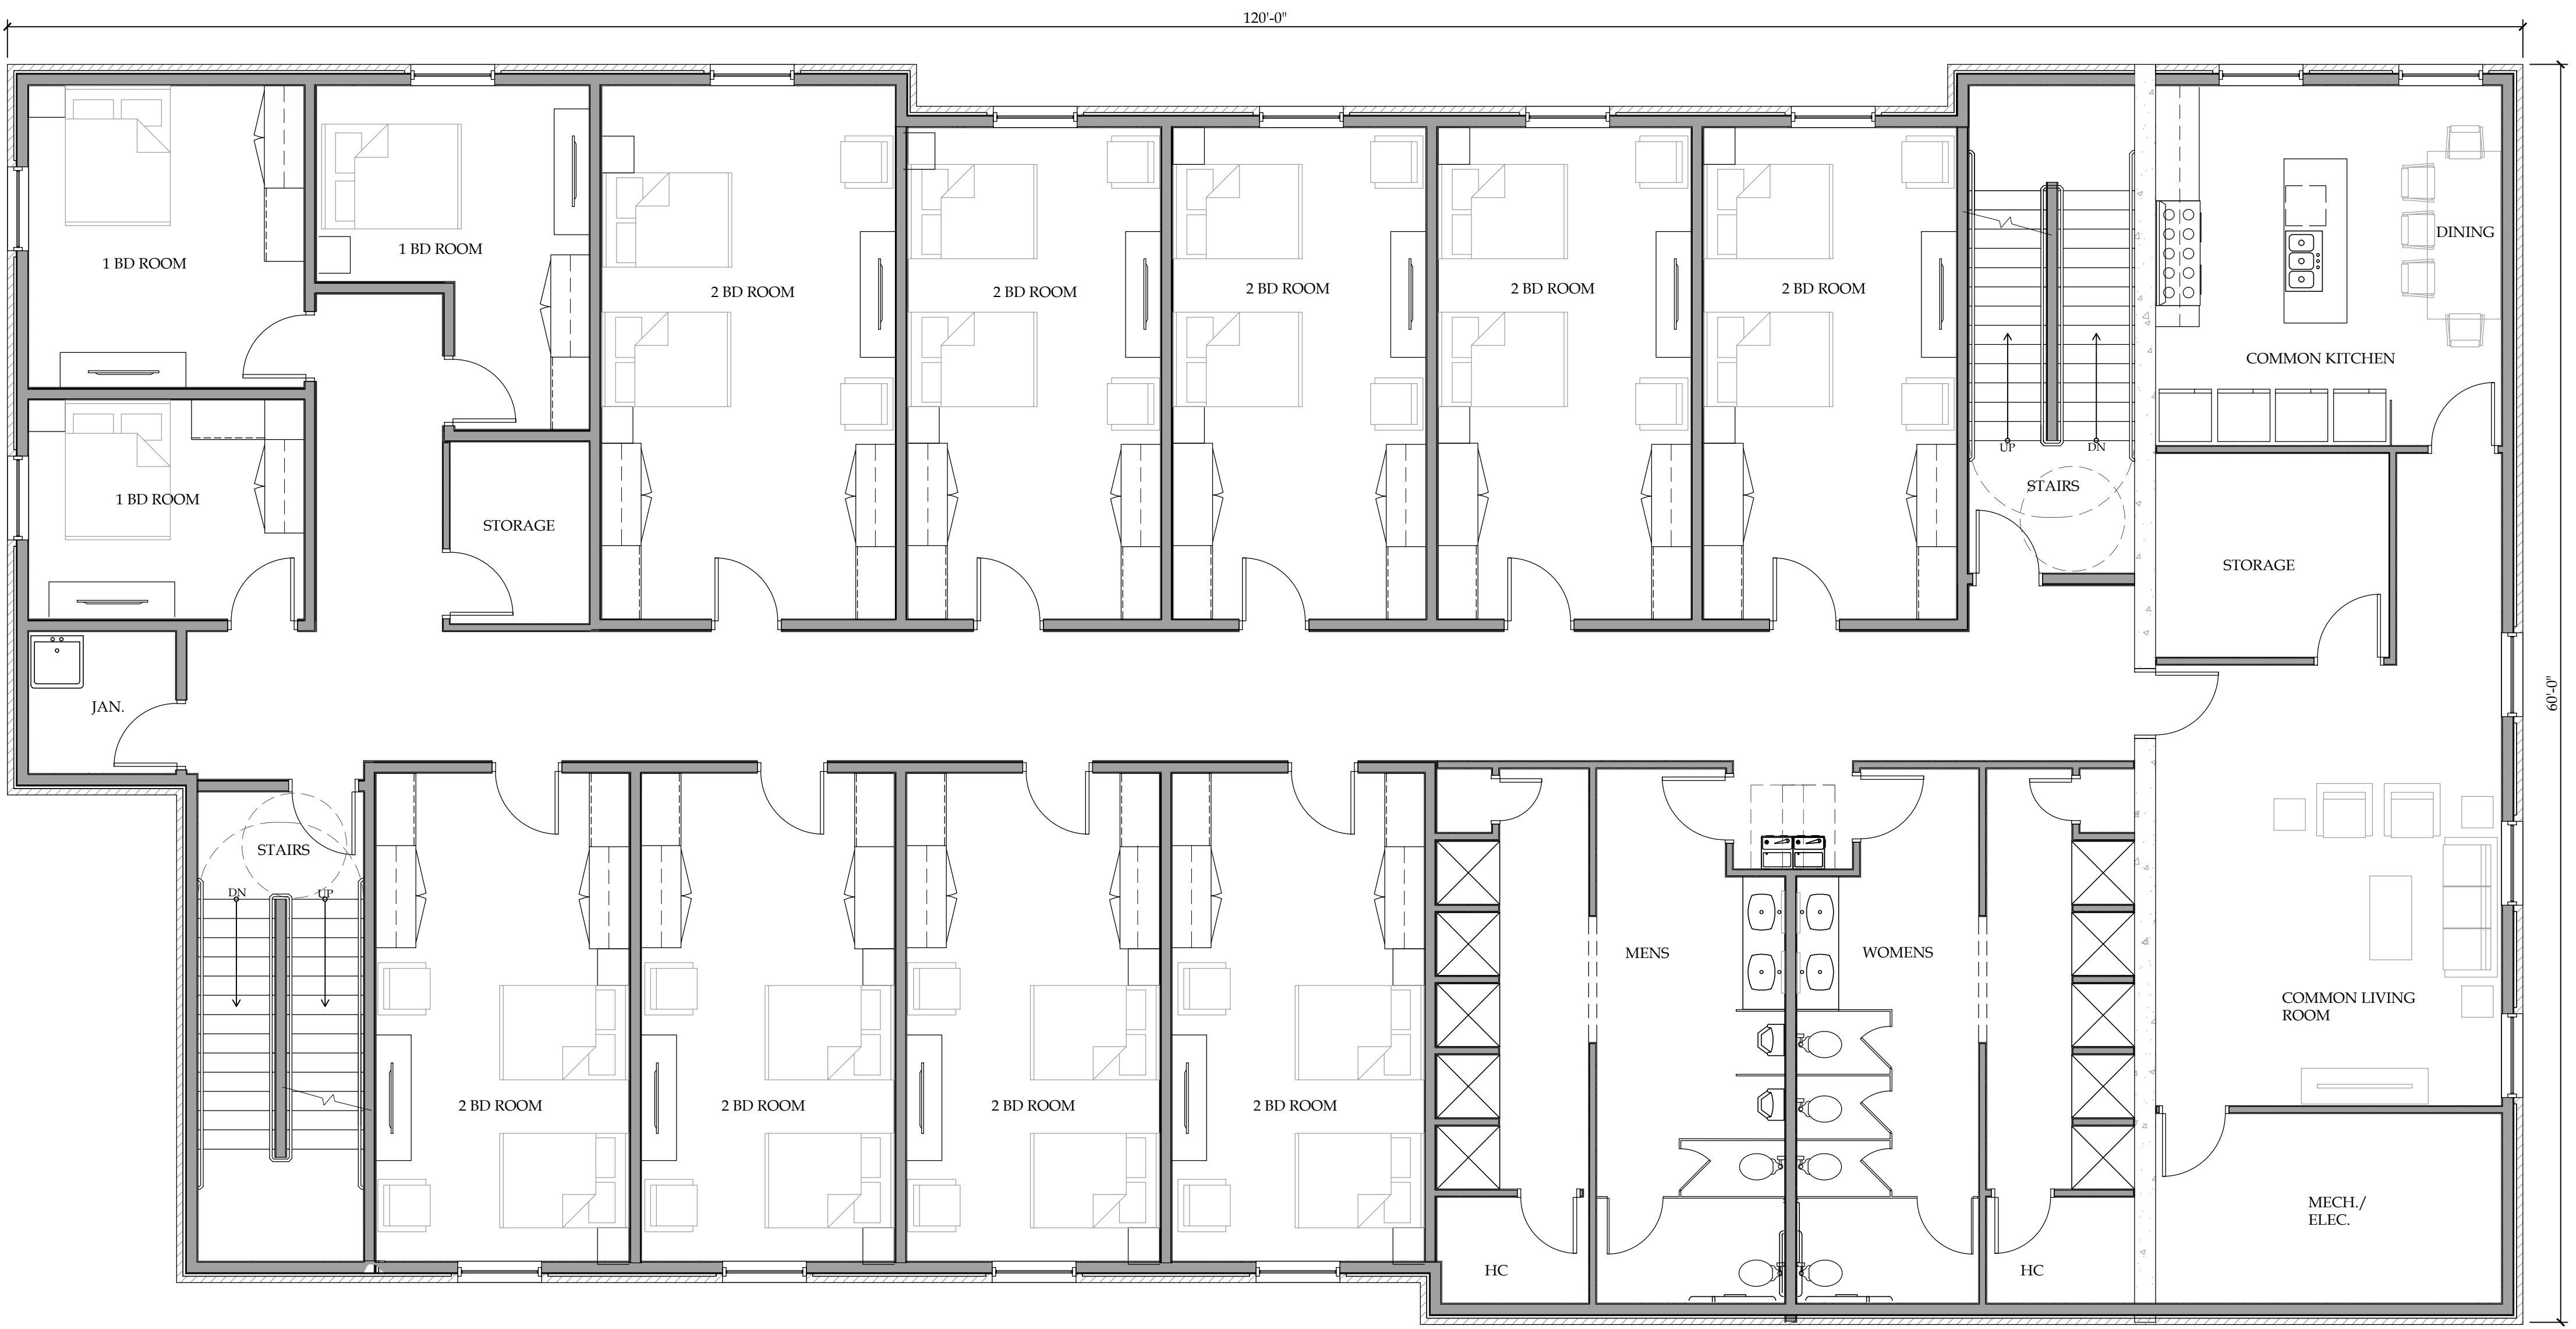 120'-0"
1 BD ROOM
1 BD ROOM
2 BD ROOM
2 BD ROOM
2 BD ROOM
2 BD ROOM
2 BD ROOM
DINING
COMMON KITCHEN
UP
DN
STAIRS
1 BD ROOM
STORAGE
STORAGE
JAN.
60'-0"
STAIRS
DN
UP
MENS
WOMENS
COMMON LIVING
ROOM
2 BD ROOM
2 BD ROOM
2 BD ROOM
2 BD ROOM
MECH./
ELEC.
HC
HC